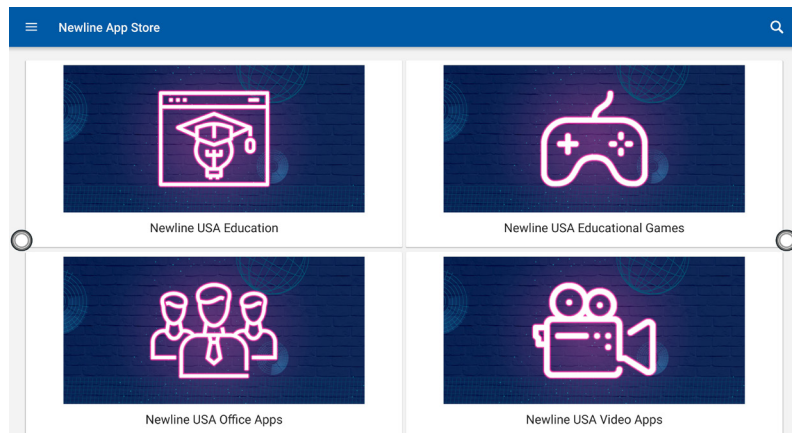 Newline App Store
Newline USA Education
Newline USA Educational Games
Newline USA Office Apps
Newline USA Video Apps